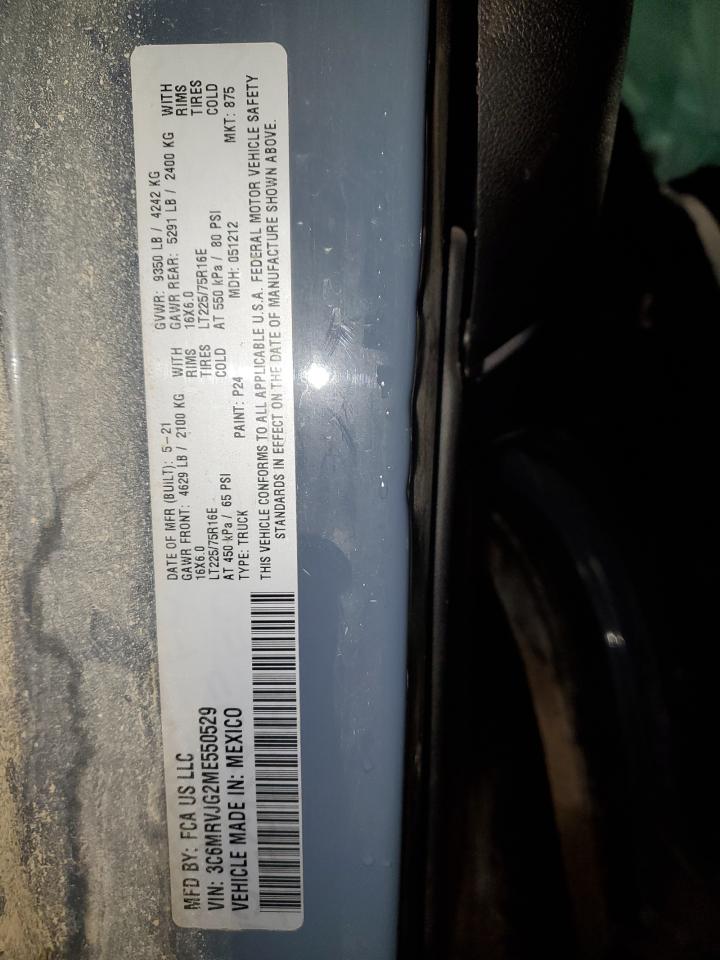 MFD BY: FCA US LLC
VIN: 3C6MRVJG2ME550529
VEHICLE MADE IN: MEXICO
DATE OF MFR (BUILT): 5-21
GAWR FRONT: 4629 LB / 2100 KG WITH
16X6.0 RIMS
LT225/75R16E TIRES
AT 450 kPa / 65 PSI COLD
TYPE: TRUCK PAINT: P24
GVWR: 9350 LB / 4242 KG
GAWR REAR: 5291 LB / 2400 KG WITH
16X6.0 RIMS
LT225/75R16E TIRES
AT 550 kPa / 80 PSI COLD
MDH: 051212 MKT: 875
THIS VEHICLE CONFORMS TO ALL APPLICABLE U.S.A. FEDERAL MOTOR VEHICLE SAFETY
STANDARDS IN EFFECT ON THE DATE OF MANUFACTURE SHOWN ABOVE.